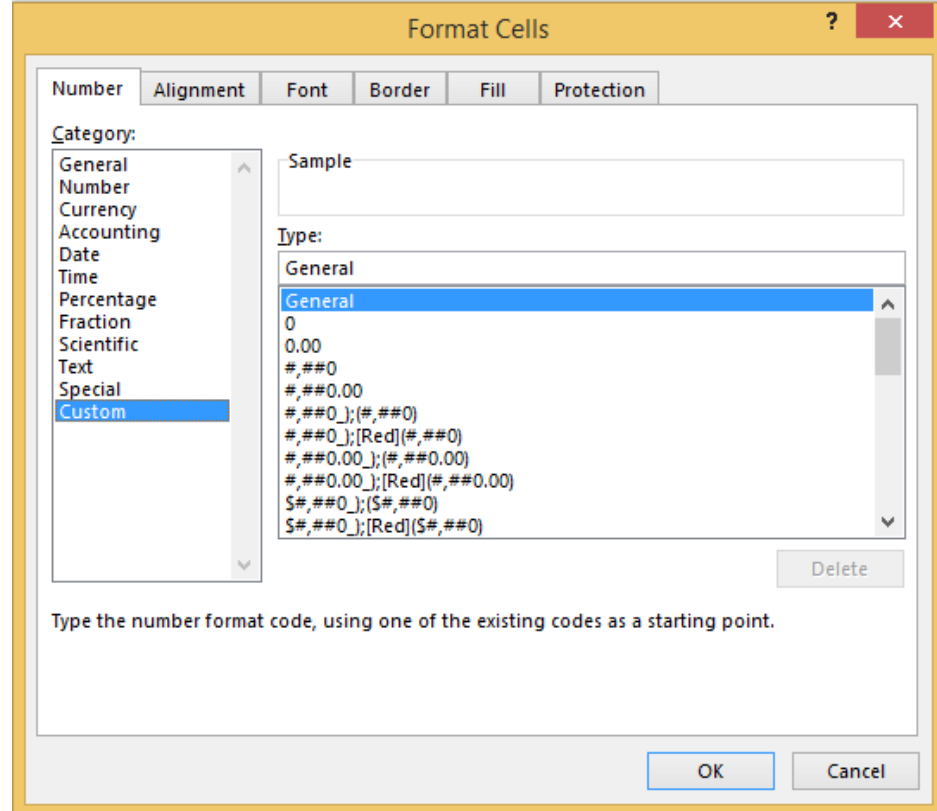 Format Cells
?
×
Number Alignment Font Border Fill Protection
Category:
General
Number
Currency
Accounting
Date
Time
Percentage
Fraction
Scientific
Text
Special
Custom
Sample
Type:
General
General
0
0.00
#,##0
#,##0.00
#,##0_);(#,##0)
#,##0_);[Red](#,##0)
#,##0.00_);(#,##0.00)
#,##0.00_);[Red](#,##0.00)
$#,##0_);($#,##0)
$#,##0_);[Red]($#,##0)
Delete
Type the number format code, using one of the existing codes as a starting point.
OK Cancel